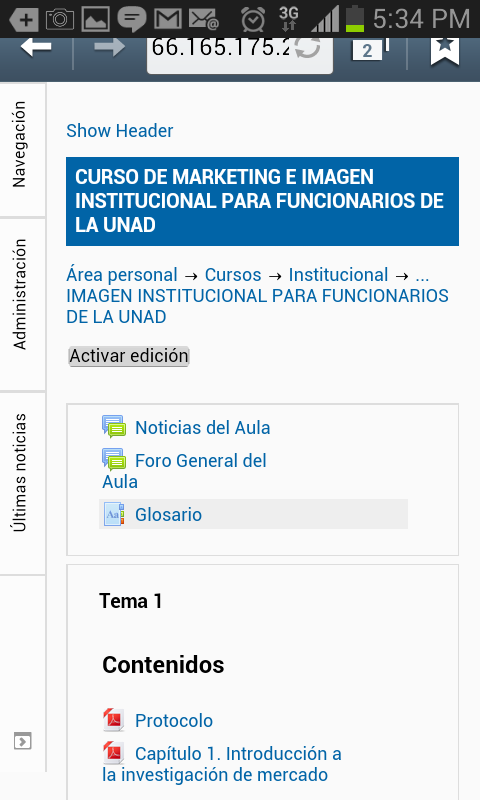 3G
5:34 PM
66.165.175.2
2
Navegación
Administración
Últimas noticias
Show Header
CURSO DE MARKETING E IMAGEN
INSTITUCIONAL PARA FUNCIONARIOS DE
LA UNAD
Área personal → Cursos → Institucional → ...
IMAGEN INSTITUCIONAL PARA FUNCIONARIOS
DE LA UNAD
Activar edición
Noticias del Aula
Foro General del
Aula
Aa
Glosario
Tema 1
Contenidos
Protocolo
Capítulo 1. Introducción a
la investigación de mercado